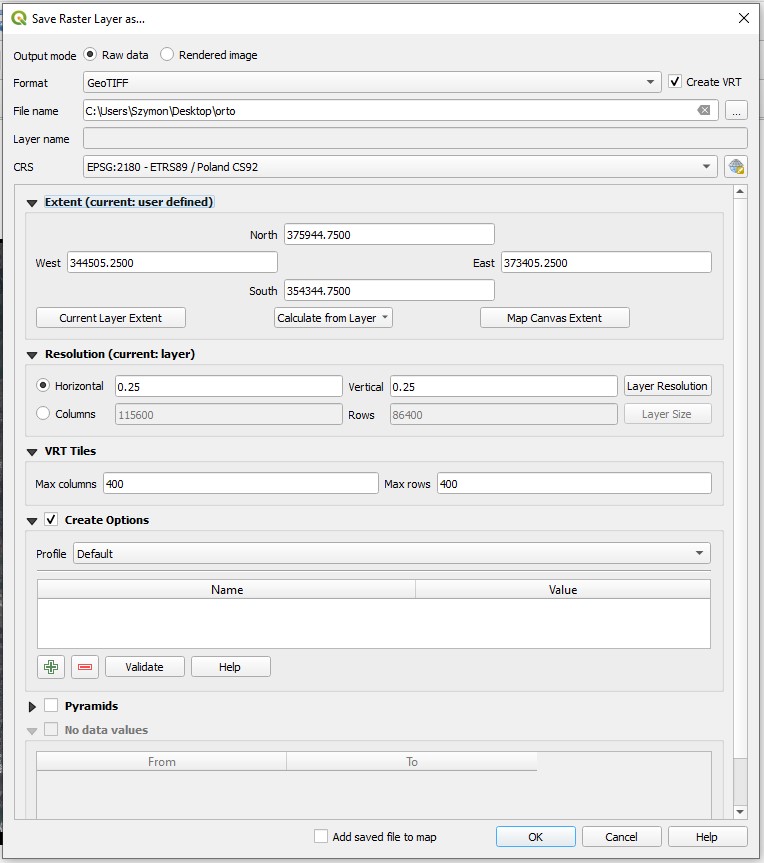 Save Raster Layer as...
Output mode Raw data Rendered image
Format GeoTIFF Create VRT
File name C:\Users\Szymon\Desktop\orto ...
Layer name
CRS EPSG:2180 - ETRS89 / Poland CS92
Extent (current: user defined)
North 375944.7500
West 344505.2500 East 373405.2500
South 354344.7500
Current Layer Extent Calculate from Layer Map Canvas Extent
Resolution (current: layer)
Horizontal 0.25 Vertical 0.25 Layer Resolution
Columns 115600 Rows 86400 Layer Size
VRT Tiles
Max columns 400 Max rows 400
Create Options
Profile Default
Name Value
Validate Help
Pyramids
No data values
From To
Add saved file to map OK Cancel Help